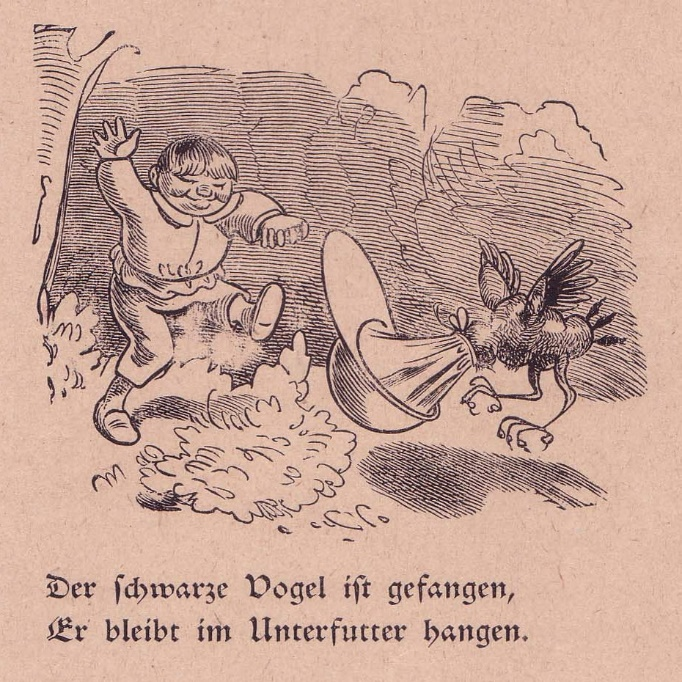 Der schwarze Vogel ist gefangen,
Er bleibt im Unterfutter hangen.